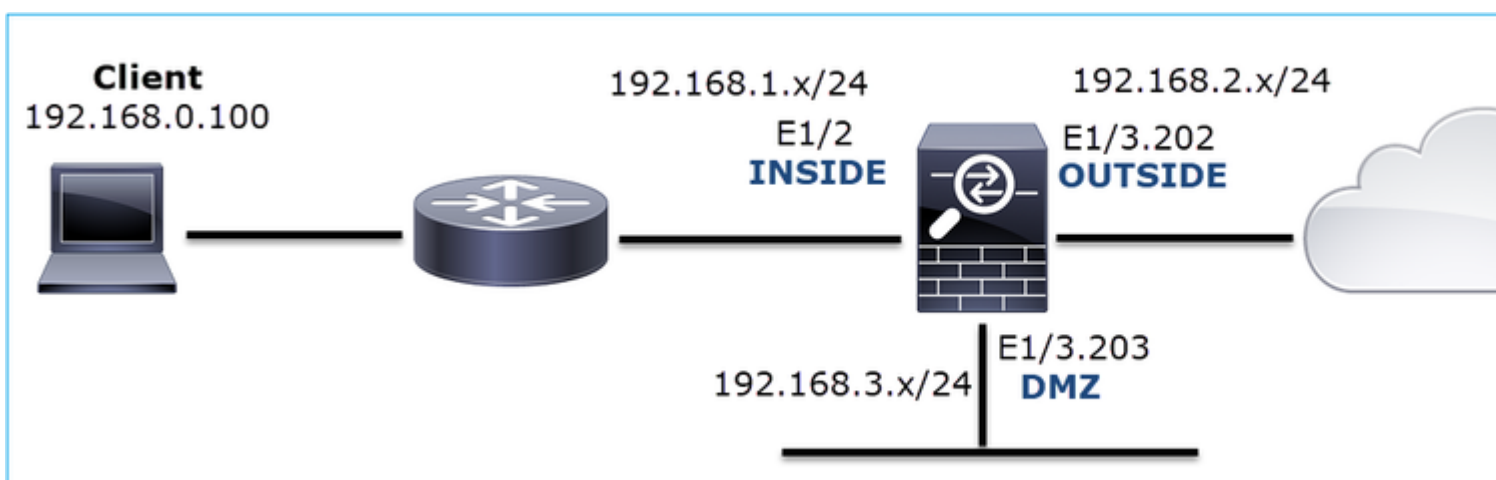 Client
192.168.0.100
192.168.1.x/24
E1/2
INSIDE
192.168.2.x/24
E1/3.202
OUTSIDE
E1/3.203
DMZ
192.168.3.x/24